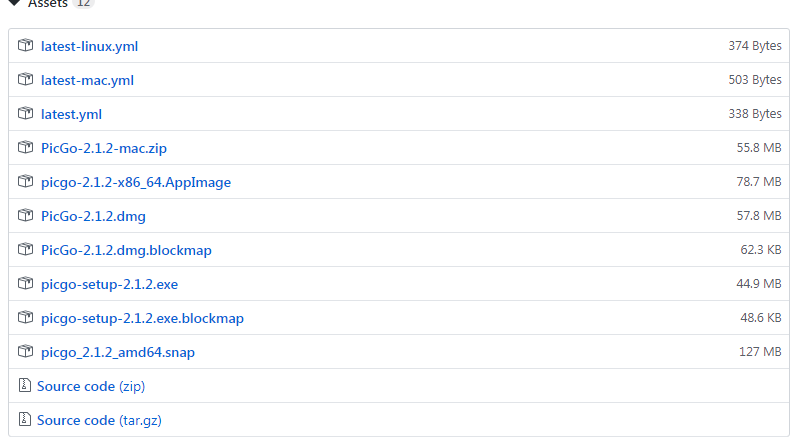 Assets 12
latest-linux.yml 374 Bytes
latest-mac.yml 503 Bytes
latest.yml 338 Bytes
PicGo-2.1.2-mac.zip 55.8 MB
picgo-2.1.2-x86_64.AppImage 78.7 MB
PicGo-2.1.2.dmg 57.8 MB
PicGo-2.1.2.dmg.blockmap 62.3 KB
picgo-setup-2.1.2.exe 44.9 MB
picgo-setup-2.1.2.exe.blockmap 48.6 KB
picgo_2.1.2_amd64.snap 127 MB
Source code (zip)
Source code (tar.gz)